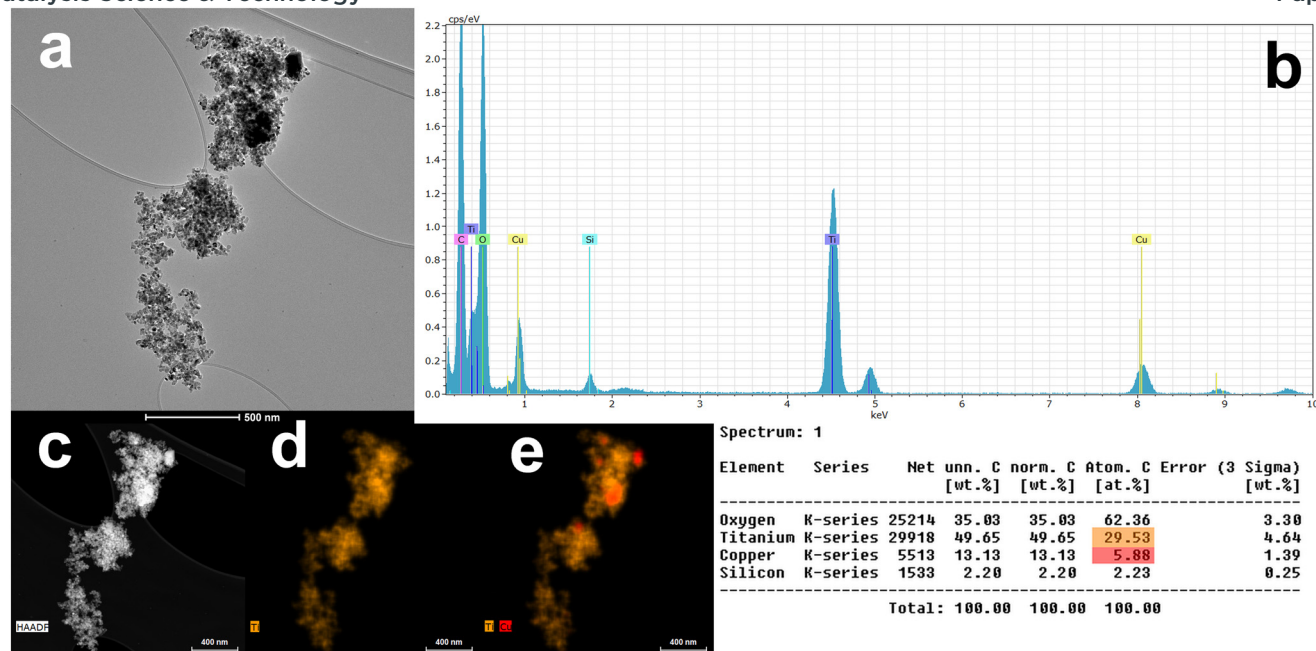 a
b
cps/eV
2.2
2.0
1.8
1.6
1.4
1.2
1.0
0.8
0.6
0.4
0.2
0.0
C Ti O Cu Si Ti Cu
1 2 3 4 5 6 7 8 9 10
keV
500 nm
c
HAADF
400 nm
d
Ti
400 nm
e
Ti Cu
400 nm
Spectrum: 1
Element Series Net unn. C norm. C Atom. C Error (3 Sigma)
[wt.%] [wt.%] [at.%] [wt.%]
Oxygen K-series 25214 35.03 35.03 62.36 3.30
Titanium K-series 29918 49.65 49.65 29.53 4.64
Copper K-series 5513 13.13 13.13 5.88 1.39
Silicon K-series 1533 2.20 2.20 2.23 0.25
Total: 100.00 100.00 100.00